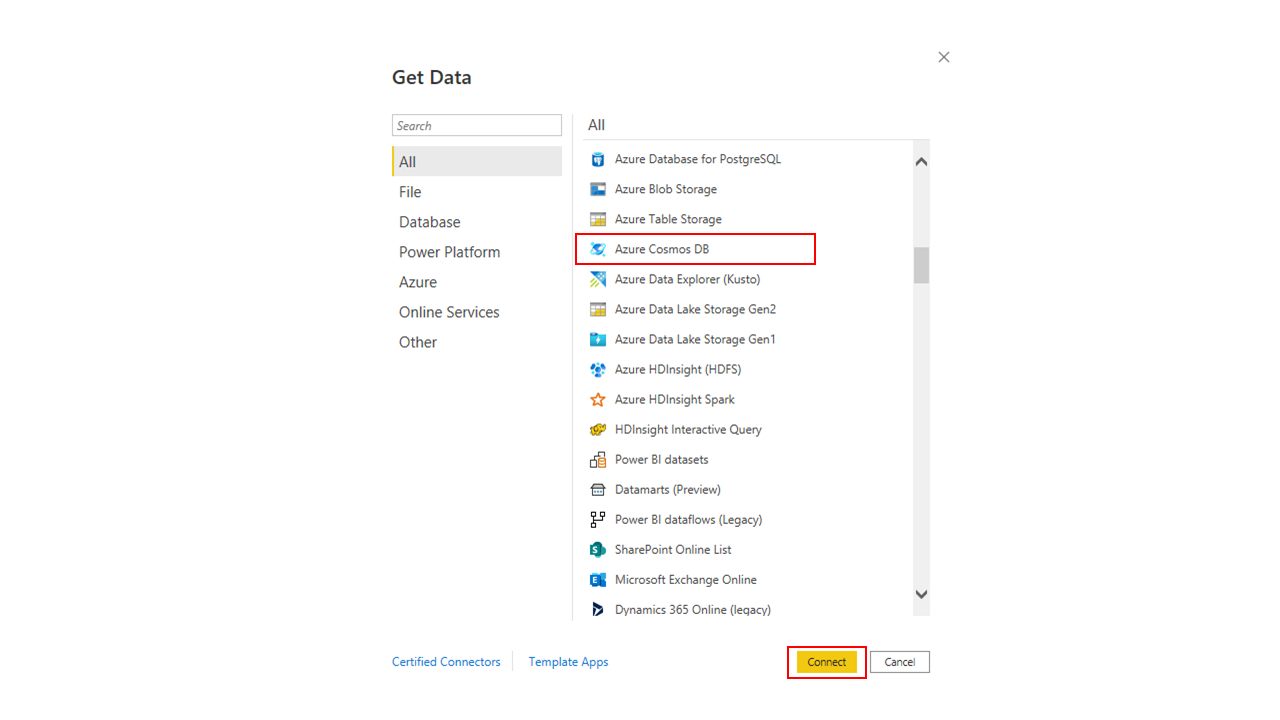 Get Data
Search
All
File
Database
Power Platform
Azure
Online Services
Other
All
Azure Database for PostgreSQL
Azure Blob Storage
Azure Table Storage
Azure Cosmos DB
Azure Data Explorer (Kusto)
Azure Data Lake Storage Gen2
Azure Data Lake Storage Gen1
Azure HDInsight (HDFS)
Azure HDInsight Spark
HDInsight Interactive Query
Power BI datasets
Datamarts (Preview)
Power BI dataflows (Legacy)
SharePoint Online List
Microsoft Exchange Online
Dynamics 365 Online (legacy)
Certified Connectors
Template Apps
Connect
Cancel